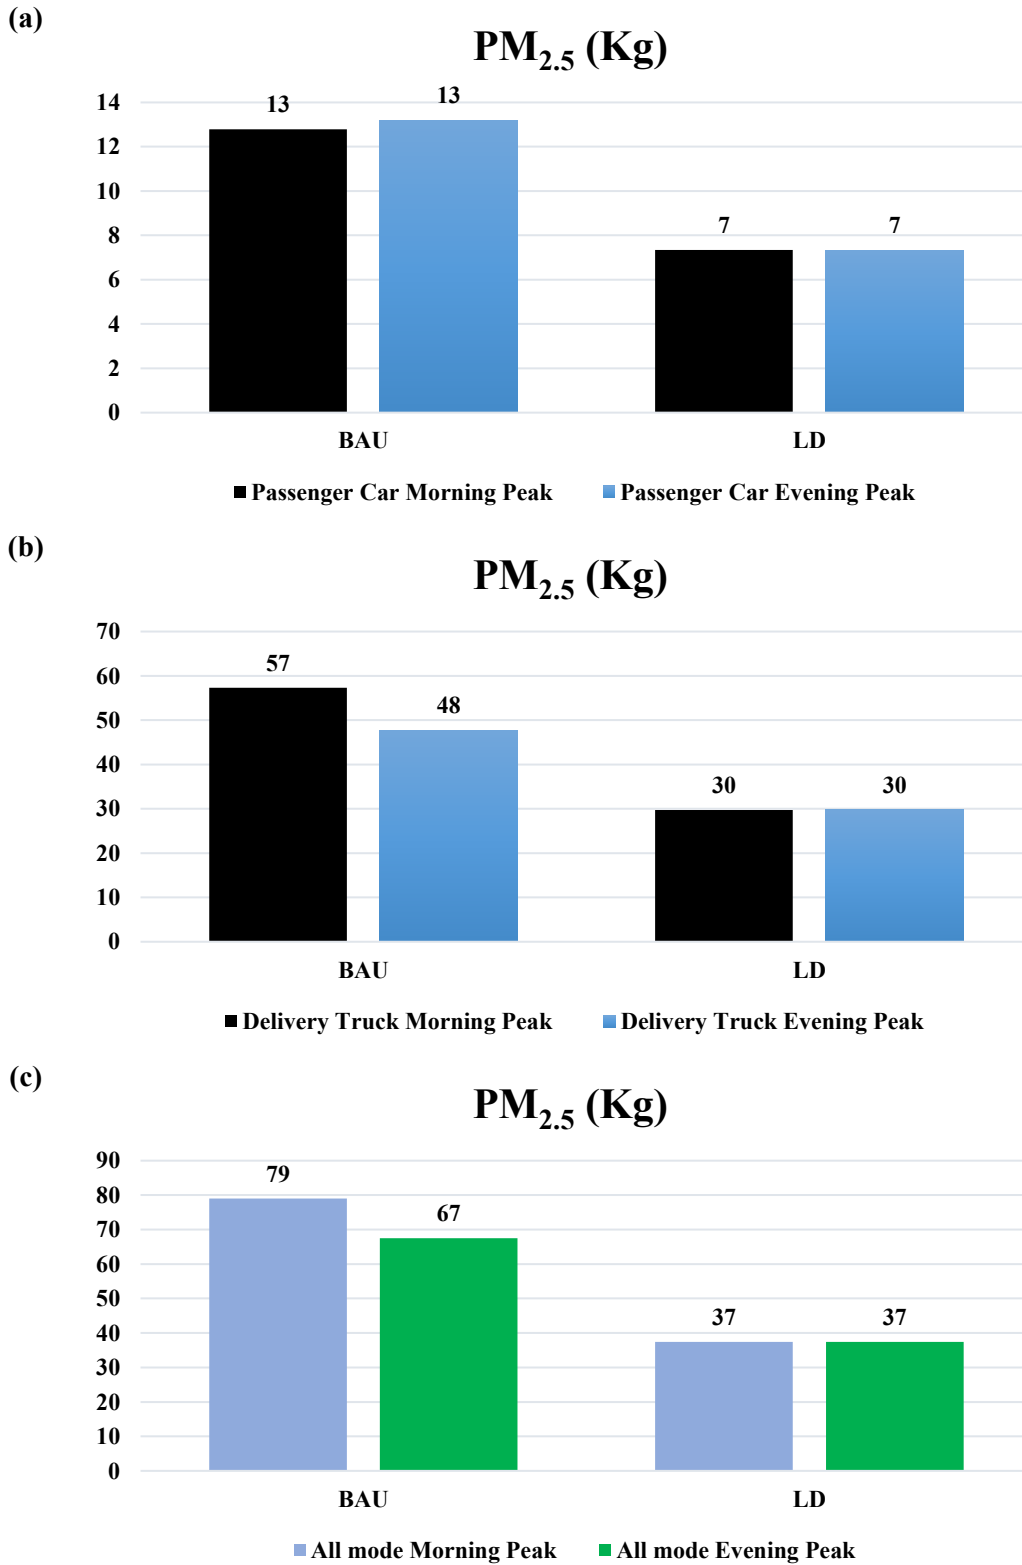 (a)
PM2.5 (Kg)
14
12
10
8
6
4
2
0
13
13
7
7
BAU
LD
Passenger Car Morning Peak
Passenger Car Evening Peak
(b)
PM2.5 (Kg)
70
60
50
40
30
20
10
0
57
48
30
30
BAU
LD
Delivery Truck Morning Peak
Delivery Truck Evening Peak
(c)
PM2.5 (Kg)
90
80
70
60
50
40
30
20
10
0
79
67
37
37
BAU
LD
All mode Morning Peak
All mode Evening Peak